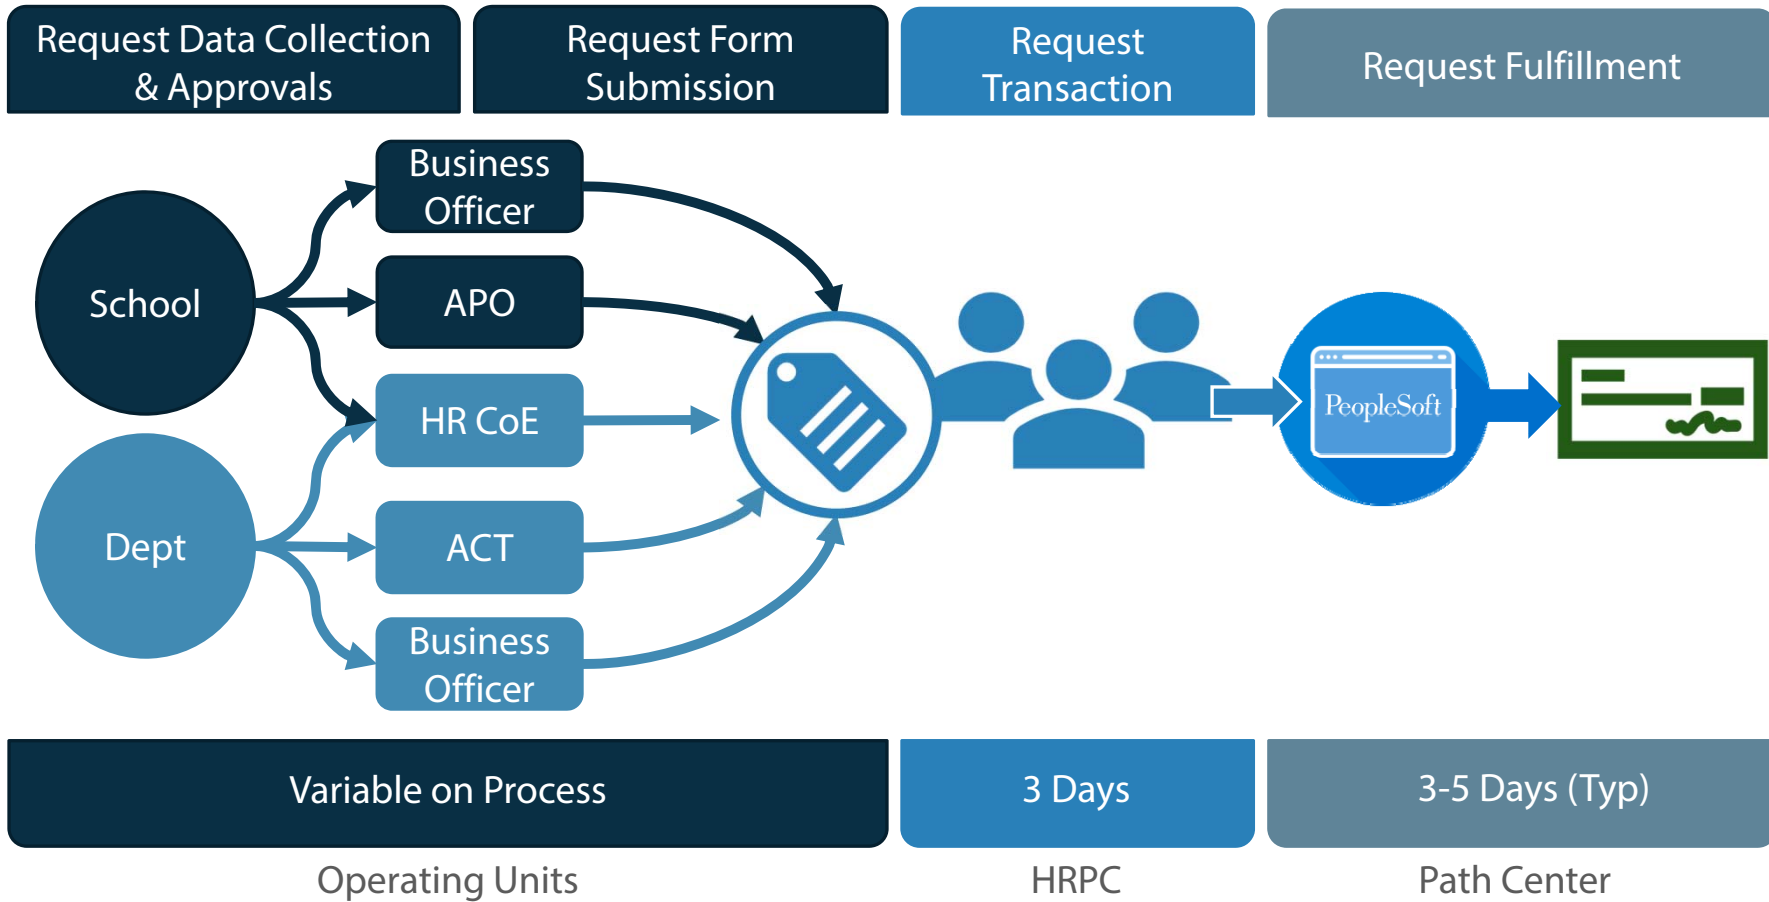 Request Data Collection
& Approvals
Request Form
Submission
Request
Transaction
Request Fulfillment
School
Dept
Business
Officer
APO
HR CoE
ACT
Business
Officer
PeopleSoft
Variable on Process
3 Days
3-5 Days (Typ)
Operating Units
HRPC
Path Center